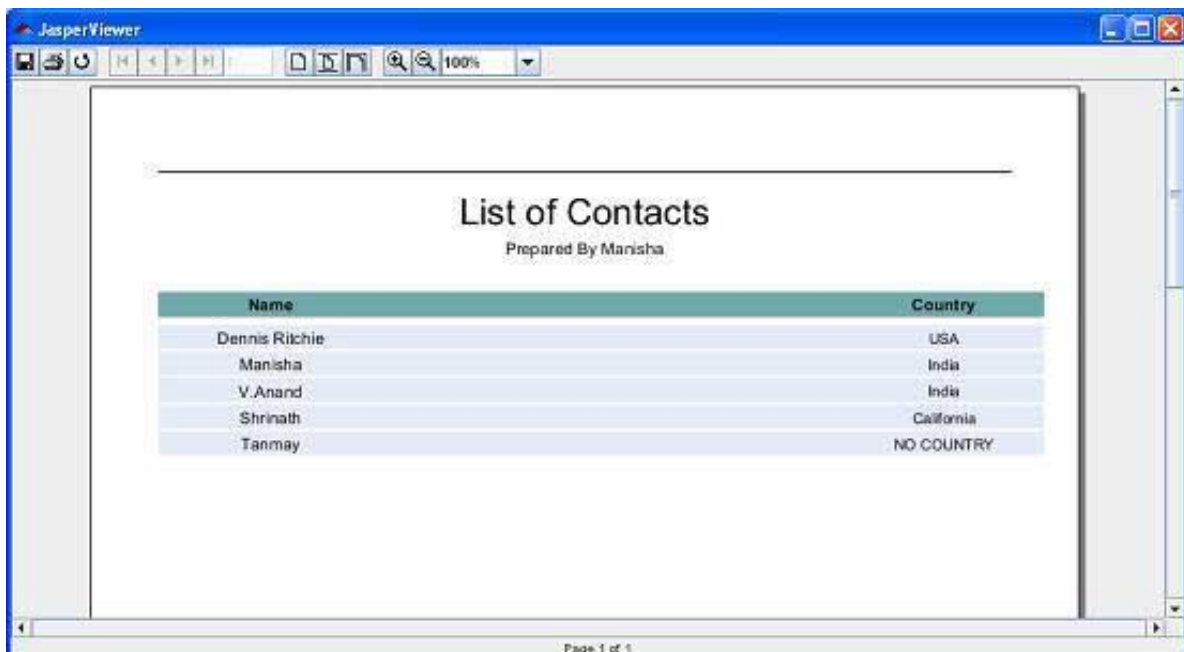 JasperViewer
100%
List of Contacts
Prepared By Manisha
Name Country
Dennis Ritchie USA
Manisha India
V.Anand India
Shrinath California
Tanmay NO COUNTRY
Page 1 of 1